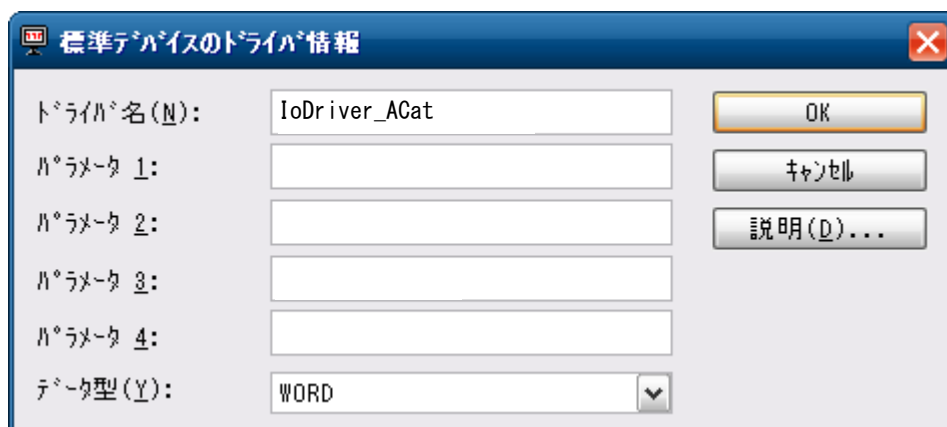 標準ﾃﾞﾊﾞｲｽのﾄﾞﾗｲﾊﾞ情報
ﾄﾞﾗｲﾊﾞ名(N): IoDriver_ACat OK
ﾊﾟﾗﾒｰﾀ 1: ｷｬﾝｾﾙ
ﾊﾟﾗﾒｰﾀ 2: 説明(D)...
ﾊﾟﾗﾒｰﾀ 3:
ﾊﾟﾗﾒｰﾀ 4:
ﾃﾞｰﾀ型(Y): WORD